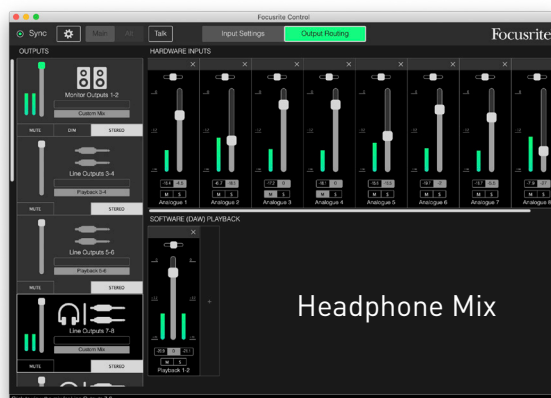 Focusrite Control
Sync
Main
Alt
Talk
Input Settings
Output Routing
Focusrite
OUTPUTS
HARDWARE INPUTS
Monitor Outputs 1-2
Custom Mix
MUTE DIM STEREO
Line Outputs 3-4
Playback 3-4
MUTE STEREO
Line Outputs 5-6
Playback 5-6
MUTE STEREO
Line Outputs 7-8
Custom Mix
MUTE STEREO
M S M S M S M S M S M S M S M S
Analogue 1 Analogue 2 Analogue 3 Analogue 4 Analogue 5 Analogue 6 Analogue 7 Analogue 8
SOFTWARE (DAW) PLAYBACK
M S
Playback 1-2
Headphone Mix